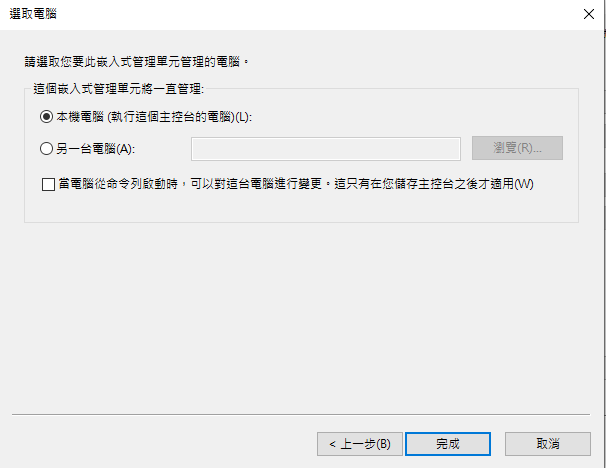 選取電腦
請選取您要此嵌入式管理單元管理的電腦。
這個嵌入式管理單元將一直管理:
本機電腦 (執行這個主控台的電腦)(L):
另一台電腦(A):
瀏覽(R)...
當電腦從命令列啟動時，可以對這台電腦進行變更。這只有在您儲存主控台之後才適用(W)
< 上一步(B)
完成
取消